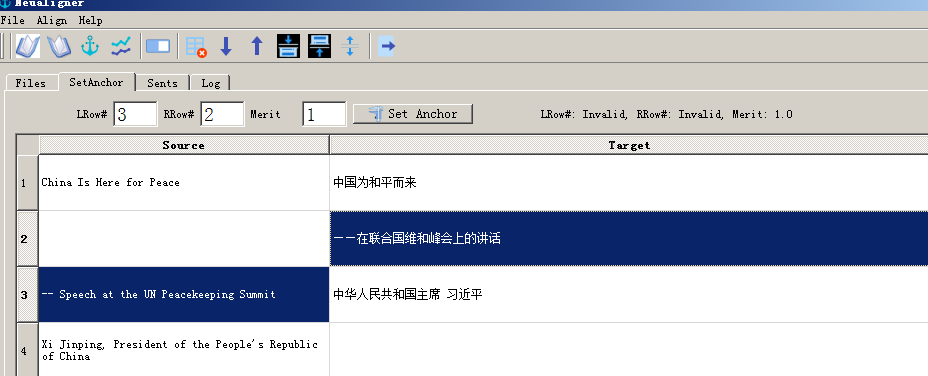 Neualigner
File Align Help
Files SetAnchor Sents Log
LRow# 3 RRow# 2 Merit 1 Set Anchor LRow#: Invalid, RRow#: Invalid, Merit: 1.0
Source Target
1 China Is Here for Peace 中国为和平而来
2 ——在联合国维和峰会上的讲话
3 -- Speech at the UN Peacekeeping Summit 中华人民共和国主席 习近平
4 Xi Jinping, President of the People's Republic
of China